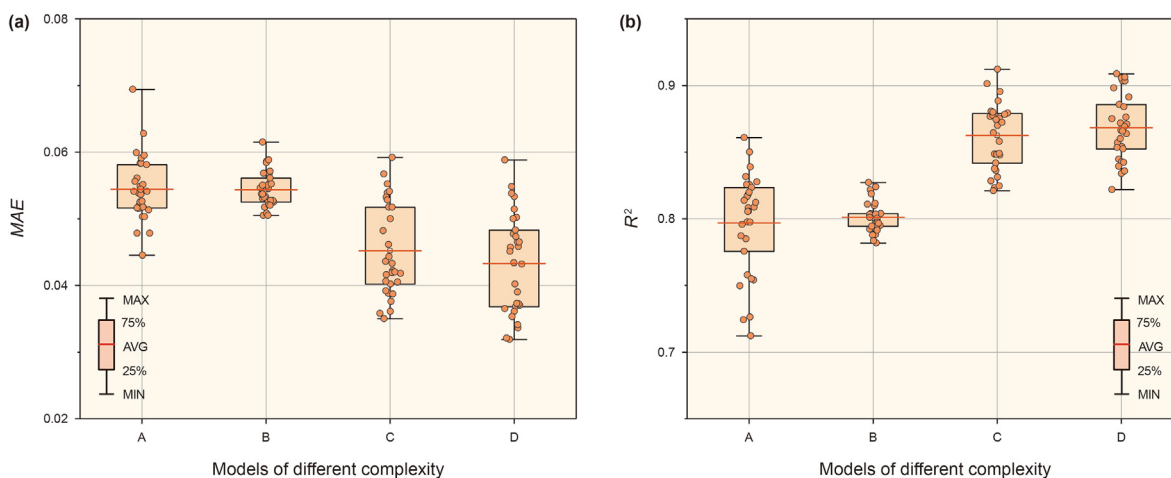 (a)
0.08
0.06
0.04
0.02
MAE
MAX
75%
AVG
25%
MIN
A B C D
Models of different complexity
(b)
0.9
0.8
0.7
R²
MAX
75%
AVG
25%
MIN
A B C D
Models of different complexity